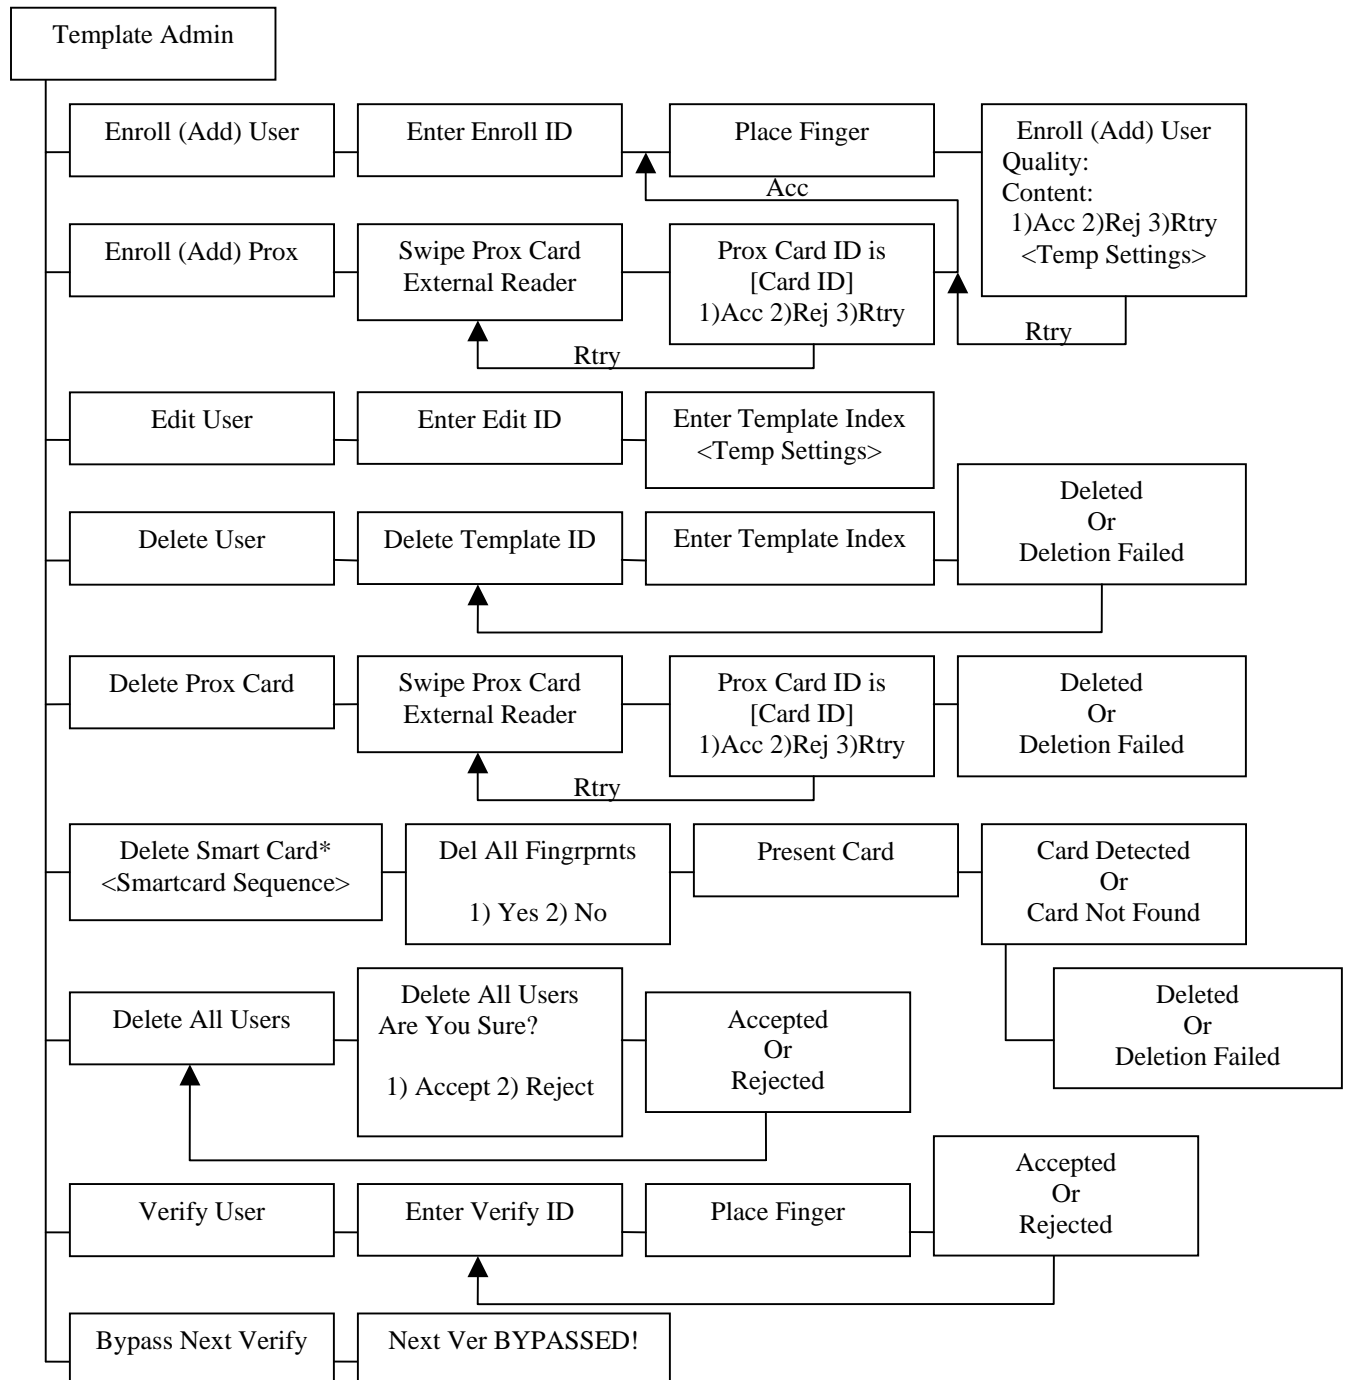 Template Admin
Enroll (Add) User
Enter Enroll ID
Place Finger
Enroll (Add) User
Quality:
Content:
1)Acc 2)Rej 3)Rtry
<Temp Settings>
Acc
Enroll (Add) Prox
Swipe Prox Card
External Reader
Prox Card ID is
[Card ID]
1)Acc 2)Rej 3)Rtry
Rtry
Rtry
Edit User
Enter Edit ID
Enter Template Index
<Temp Settings>
Delete User
Delete Template ID
Enter Template Index
Deleted
Or
Deletion Failed
Delete Prox Card
Swipe Prox Card
External Reader
Prox Card ID is
[Card ID]
1)Acc 2)Rej 3)Rtry
Deleted
Or
Deletion Failed
Rtry
Delete Smart Card*
<Smartcard Sequence>
Del All Fingrprnts
1) Yes 2) No
Present Card
Card Detected
Or
Card Not Found
Deleted
Or
Deletion Failed
Delete All Users
Delete All Users
Are You Sure?
1) Accept 2) Reject
Accepted
Or
Rejected
Verify User
Enter Verify ID
Place Finger
Accepted
Or
Rejected
Bypass Next Verify
Next Ver BYPASSED!